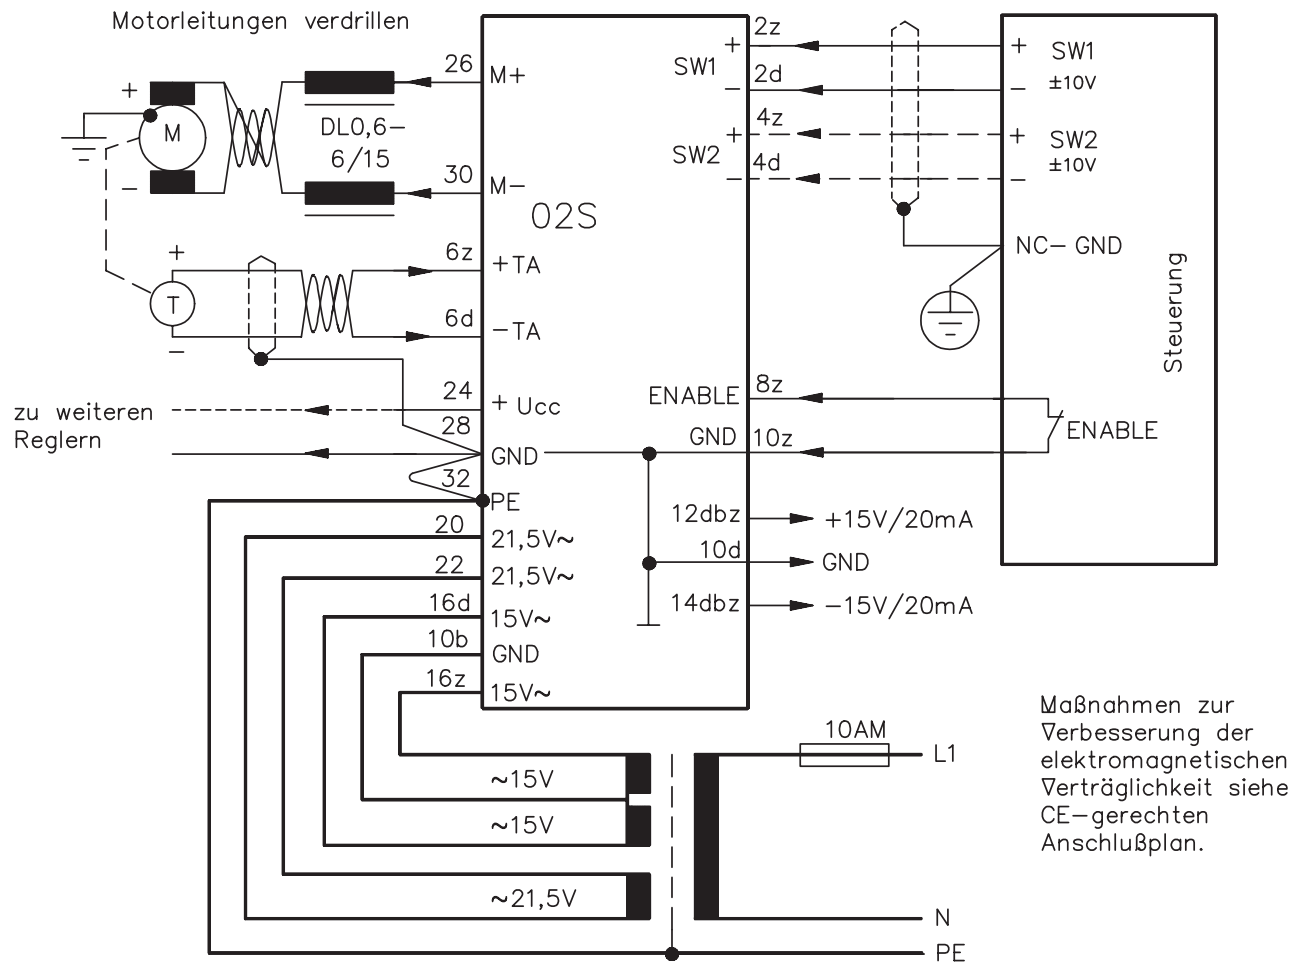 Motorleitungen verdrillen
+
M
−
DL0,6−
6/15
26
M+
30
M−
02S
+
T
−
6z
+TA
6d
−TA
zu weiteren
Reglern
24
+ Ucc
28
GND
32
PE
20
21,5V~
22
21,5V~
16d
15V~
10b
GND
16z
15V~
SW1
+
2z
−
2d
SW2
+
4z
−
4d
+
SW1
−
±10V
+
SW2
±10V
−
NC− GND
Steuerung
ENABLE
8z
GND
10z
ENABLE
12dbz
+15V/20mA
10d
GND
14dbz
−15V/20mA
~15V
~15V
~21,5V
10AM
L1
N
PE
Maßnahmen zur
Verbesserung der
elektromagnetischen
Verträglichkeit siehe
CE−gerechten
Anschlußplan.